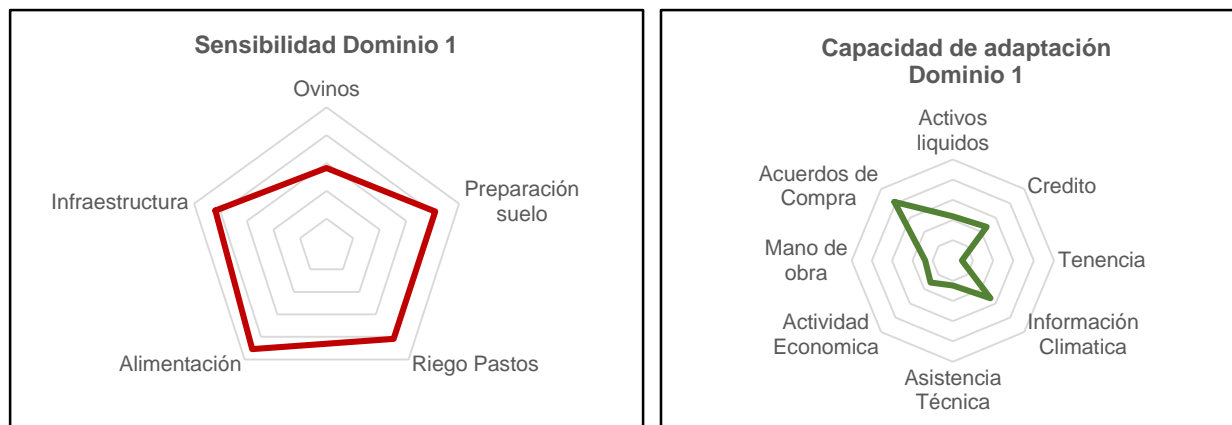 Sensibilidad Dominio 1
Ovinos
Preparación
suelo
Riego Pastos
Alimentación
Infraestructura
Capacidad de adaptación
Dominio 1
Activos
liquidos
Credito
Tenencia
Información
Climatica
Asistencia
Técnica
Actividad
Economica
Mano de
obra
Acuerdos de
Compra